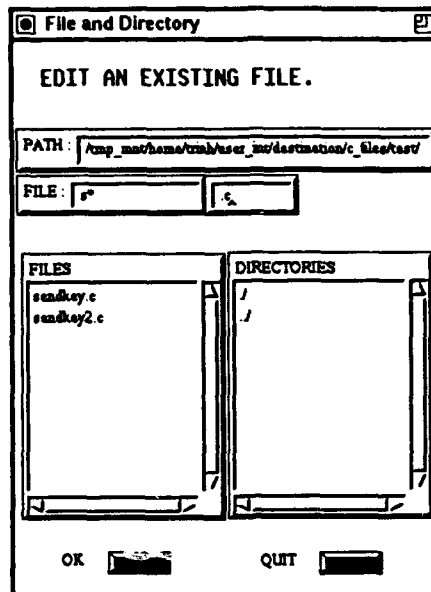 File and Directory
EDIT AN EXISTING FILE.
PATH : /tmp_mnt/home/trinh/user_int/destination/c_files/test/
FILE : s* .c
FILES
sendkey.c
sendkey2.c
DIRECTORIES
./
../
OK QUIT